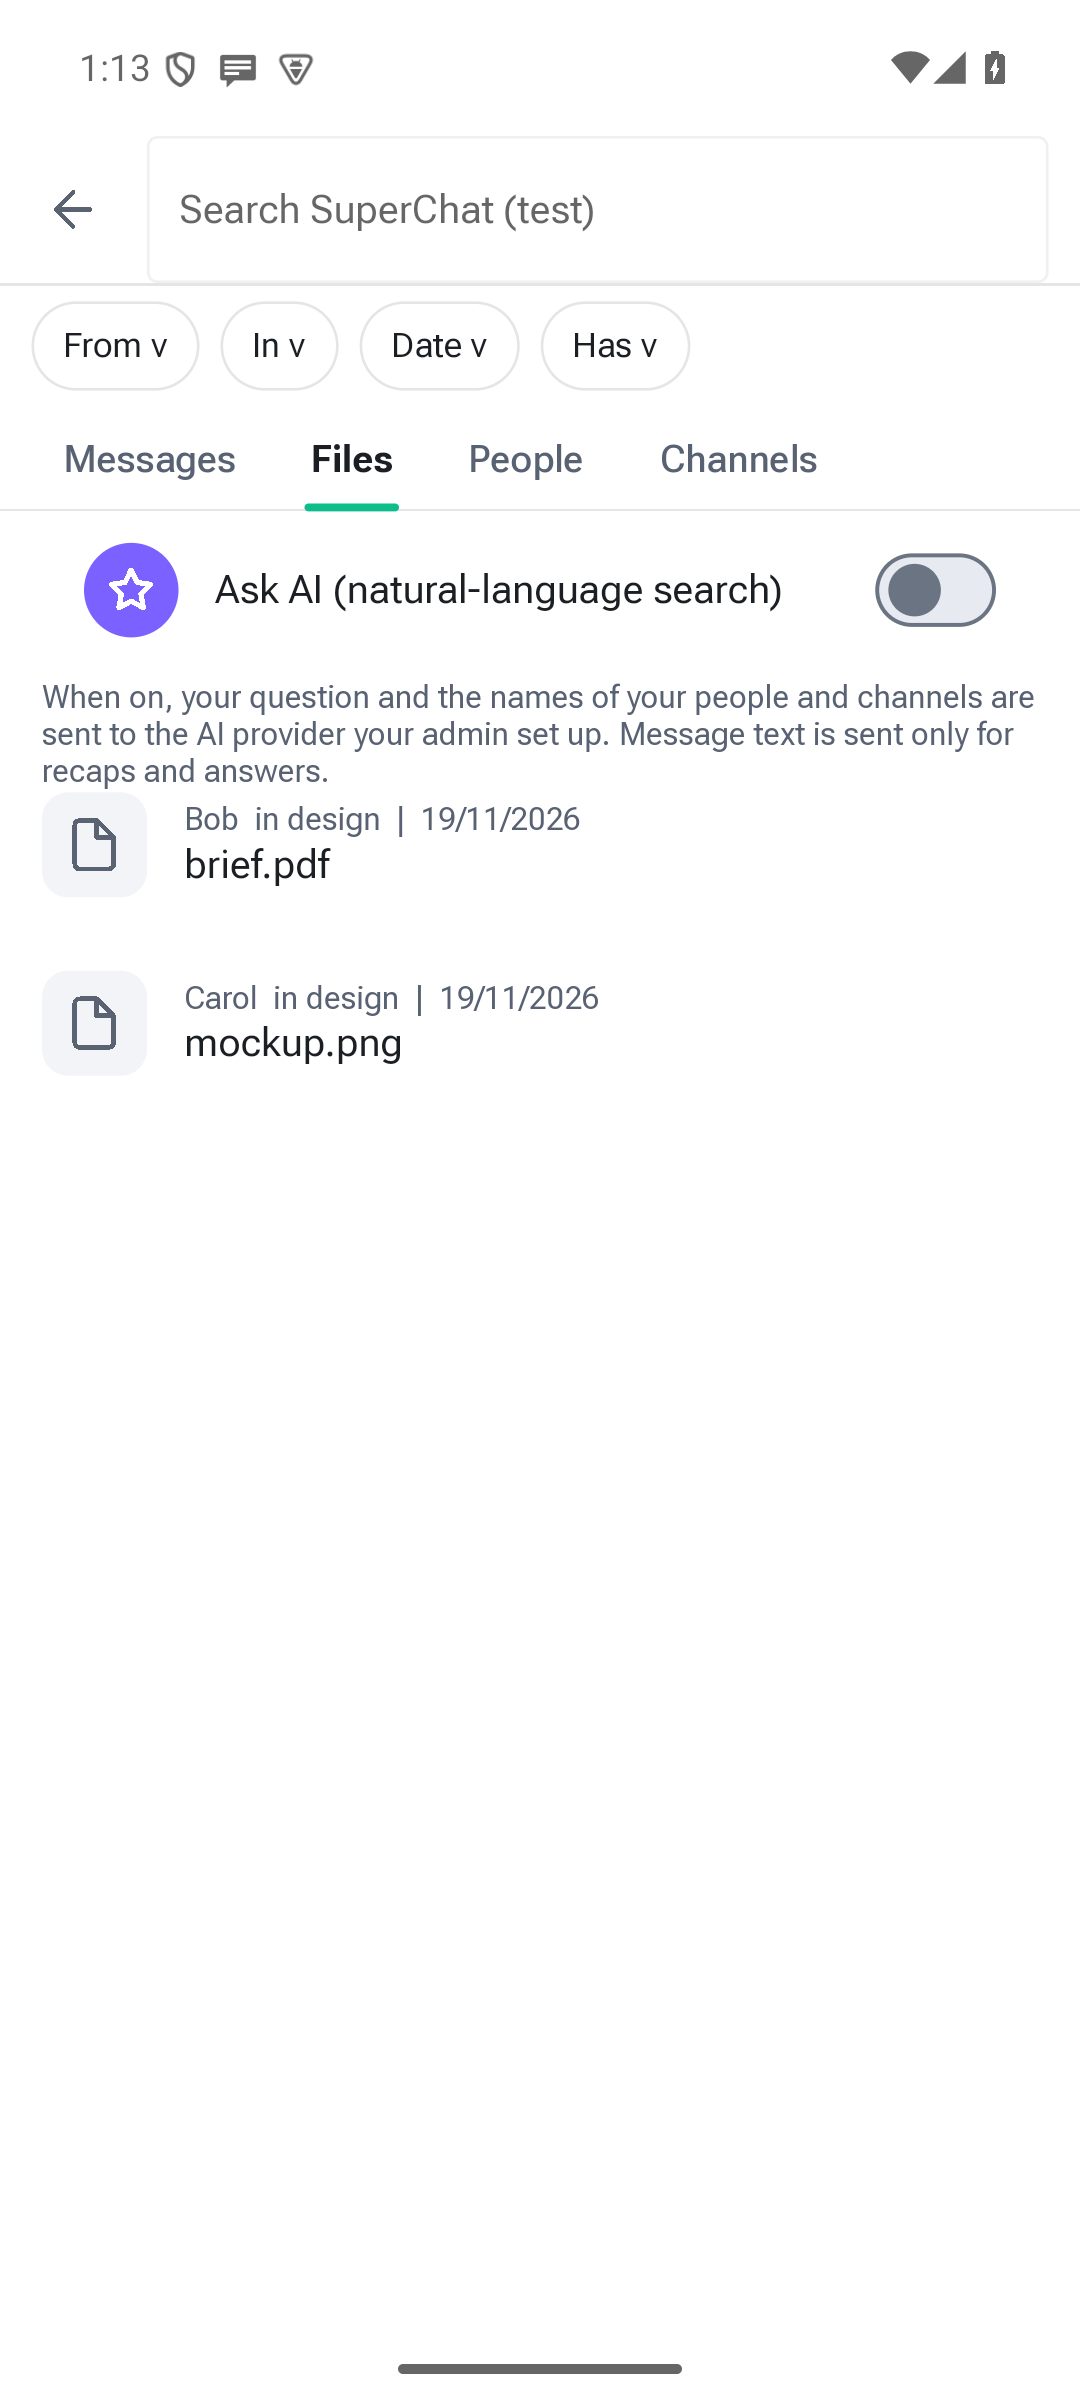 1:13
Search SuperChat (test)
From v
In v
Date v
Has v
Messages
Files
People
Channels
Ask AI (natural-language search)
When on, your question and the names of your people and channels are
sent to the AI provider your admin set up. Message text is sent only for
recaps and answers.
Bob in design | 19/11/2026
brief.pdf
Carol in design | 19/11/2026
mockup.png